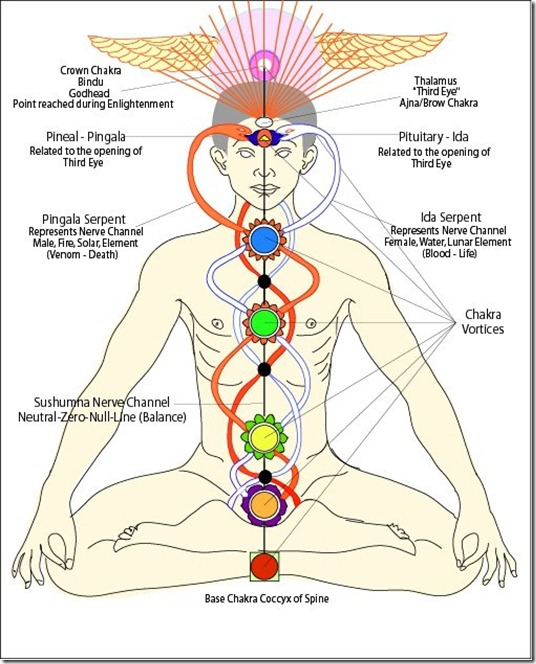 Crown Chakra
Bindu
Godhead
Point reached during Enlightenment
Thalamus
"Third Eye"
Ajna/Brow Chakra
Pineal - Pingala
Related to the opening of
Third Eye
Pituitary - Ida
Related to the opening of
Third Eye
Pingala Serpent
Represents Nerve Channel
Male, Fire, Solar, Element
(Venom - Death)
Ida Serpent
Represents Nerve Channel
Female, Water, Lunar Element
(Blood - Life)
Chakra
Vortices
Sushumna Nerve Channel
Neutral-Zero-Null-Line (Balance)
Base Chakra Coccyx of Spine